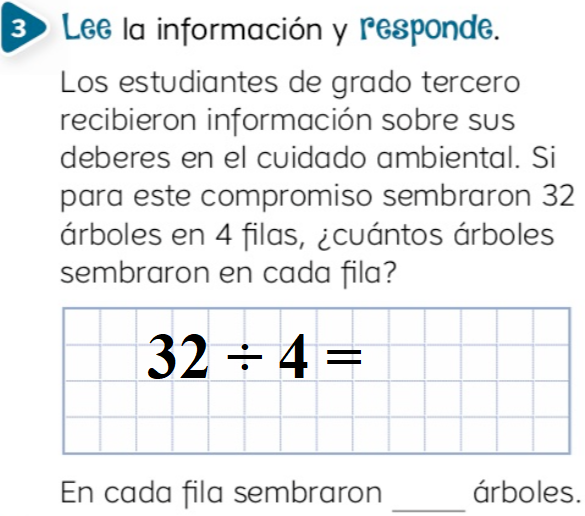 3 Lee la información y responde.
Los estudiantes de grado tercero
recibieron información sobre sus
deberes en el cuidado ambiental. Si
para este compromiso sembraron 32
árboles en 4 filas, ¿cuántos árboles
sembraron en cada fila?
32 ÷ 4 =
En cada fila sembraron ______ árboles.